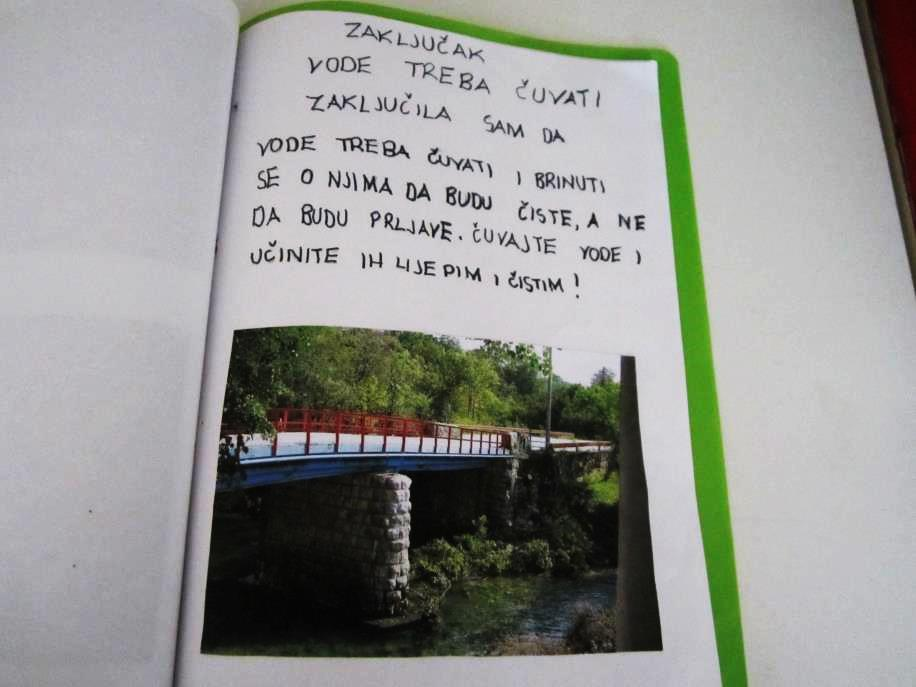 ZAKLJUČAK
VODE TREBA ČUVATI
ZAKLJUČILA SAM DA
VODE TREBA ČUVATI I BRINUTI
SE O NJIMA DA BUDU ČISTE, A NE
DA BUDU PRLJAVE. ČUVAJTE VODE I
UČINITE IH LIJEPIM I ČISTIM!